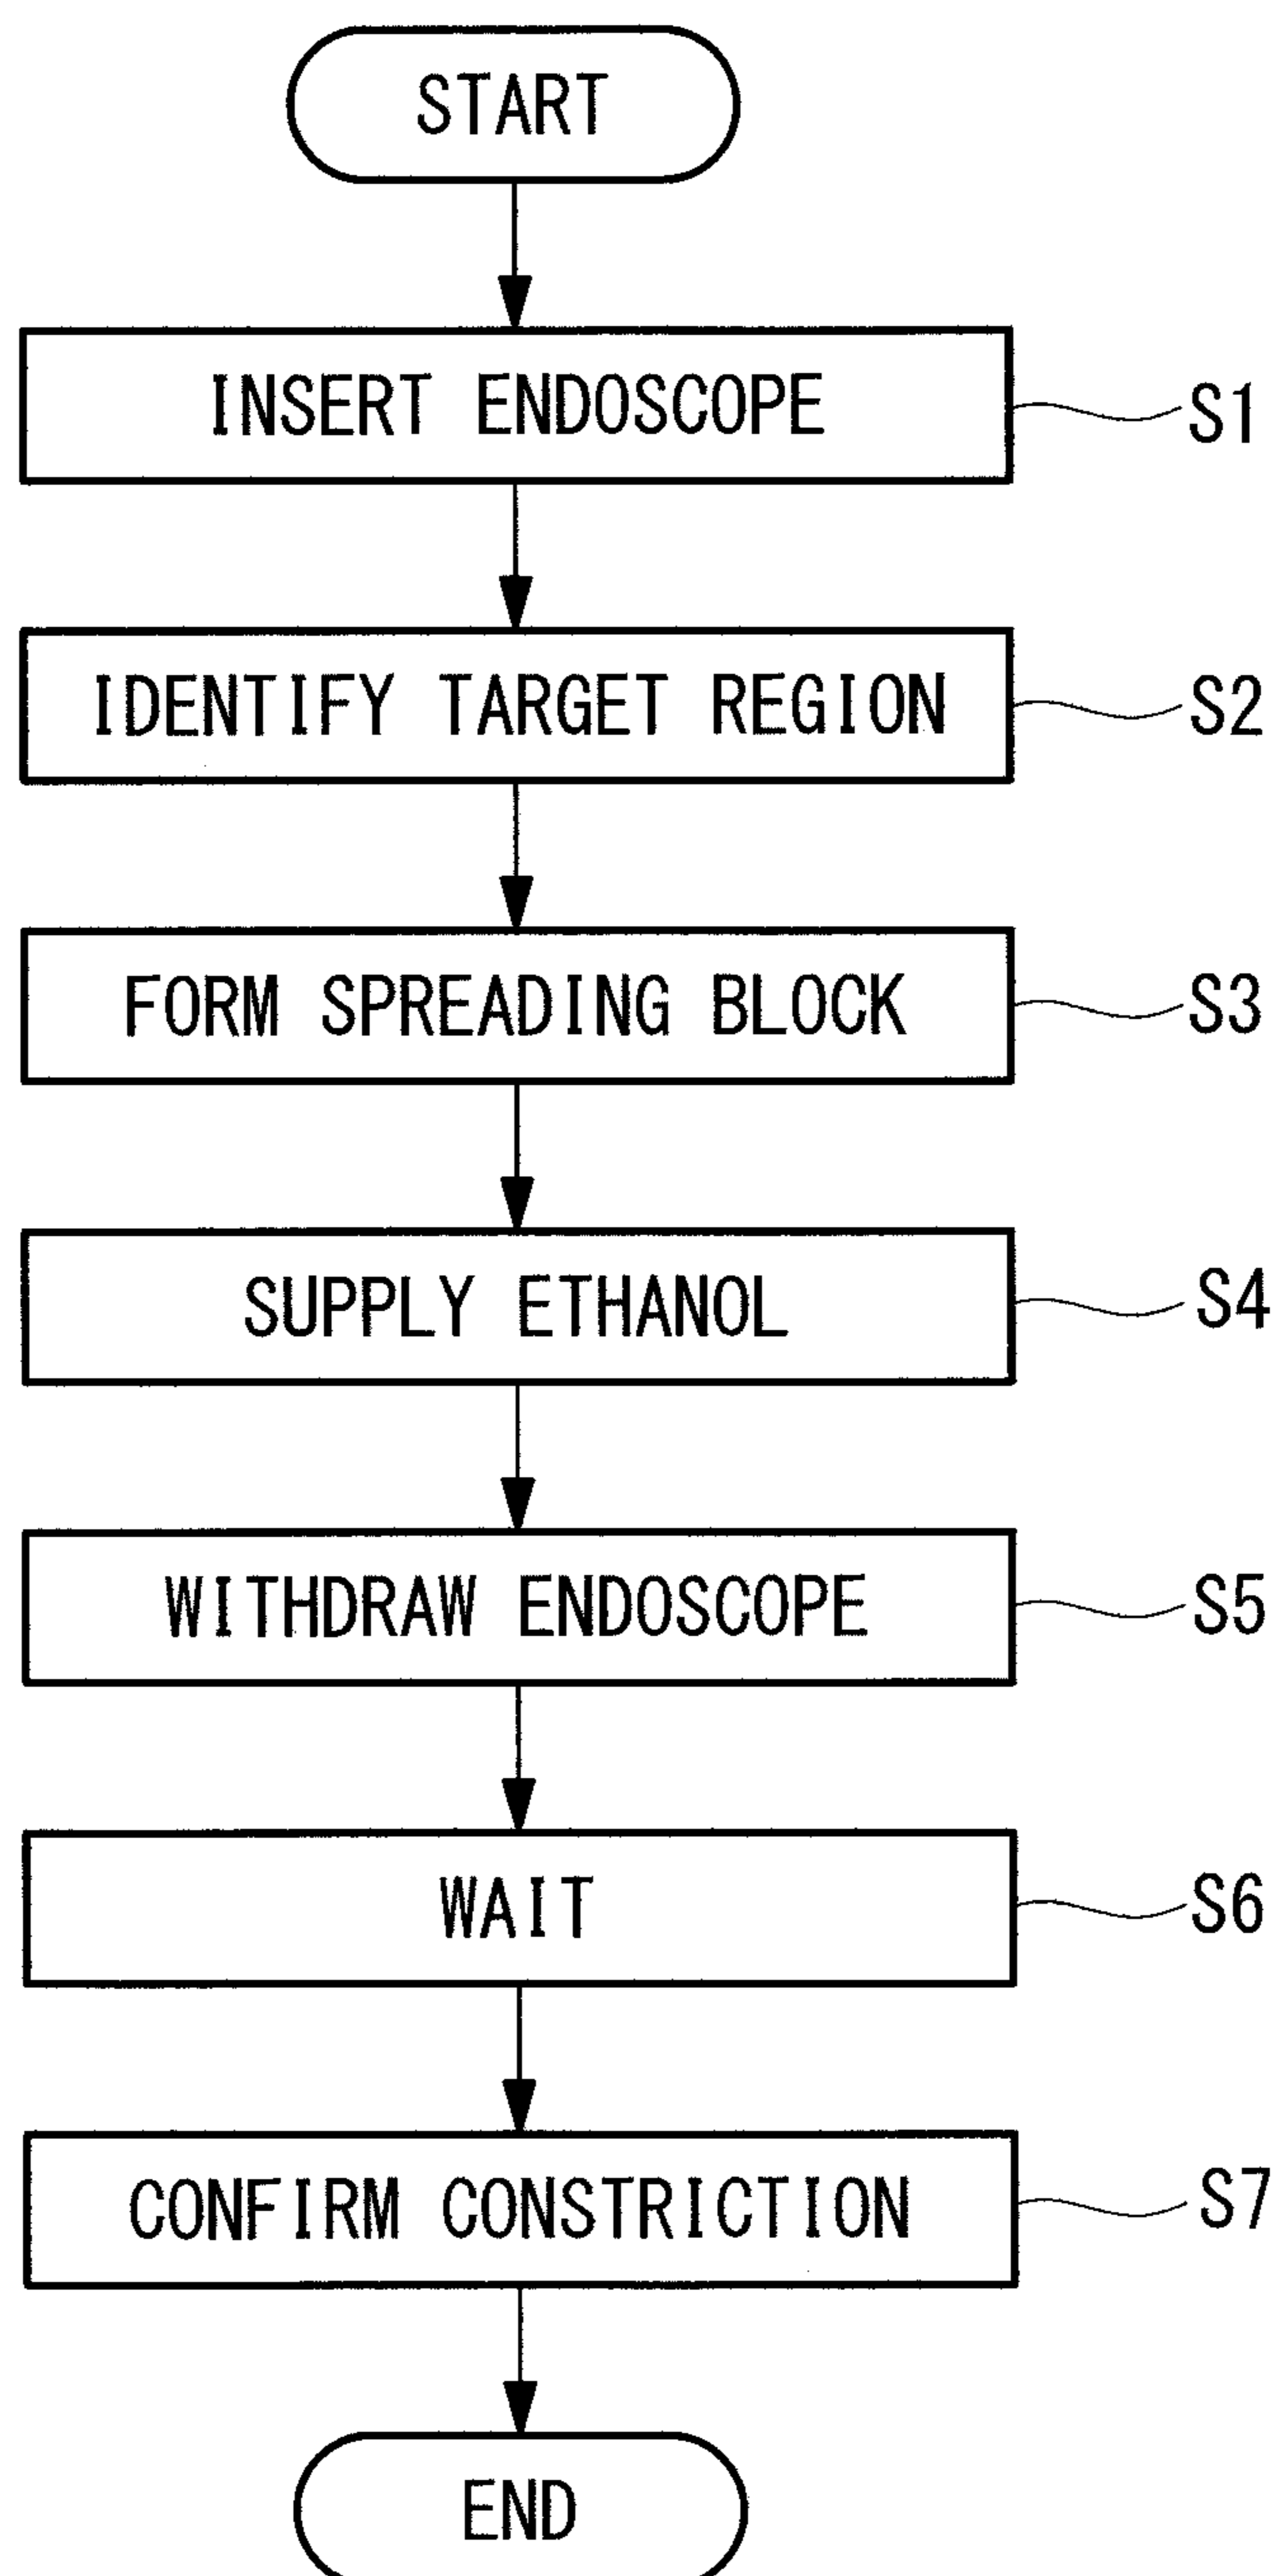 START
INSERT ENDOSCOPE S1
IDENTIFY TARGET REGION S2
FORM SPREADING BLOCK S3
SUPPLY ETHANOL S4
WITHDRAW ENDOSCOPE S5
WAIT S6
CONFIRM CONSTRICTION S7
END